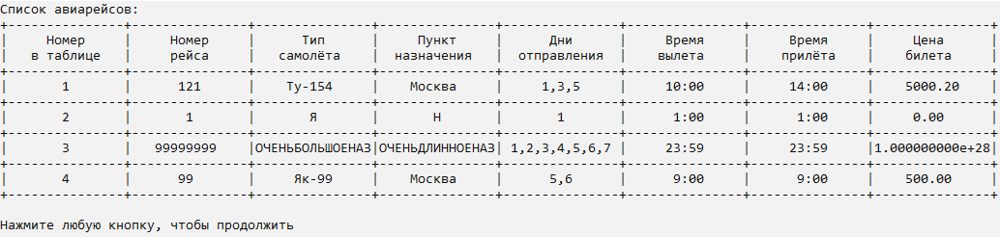 Список авиарейсов:
Номер Номер Тип Пункт Дни Время Время Цена
в таблице рейса самолёта назначения отправления вылета прилёта билета
1 121 Ту-154 Москва 1,3,5 10:00 14:00 5000.20
2 1 Я Н 1 1:00 1:00 0.00
3 99999999 ОЧЕНЬБОЛЬШОЕНАЗ ОЧЕНЬДЛИННОЕНАЗ 1,2,3,4,5,6,7 23:59 23:59 1.000000000e+28
4 99 Як-99 Москва 5,6 9:00 9:00 500.00
Нажмите любую кнопку, чтобы продолжить